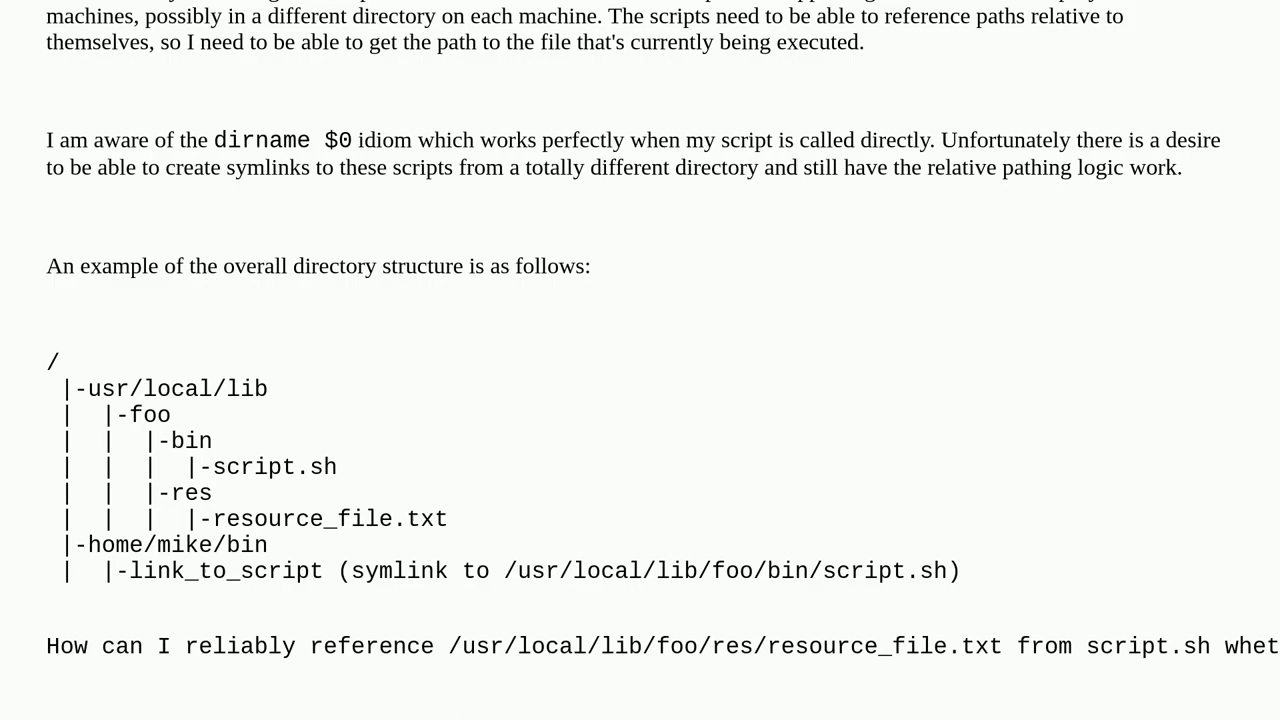 machines, possibly in a different directory on each machine. The scripts need to be able to reference paths relative to
themselves, so I need to be able to get the path to the file that's currently being executed.
I am aware of the dirname $0 idiom which works perfectly when my script is called directly. Unfortunately there is a desire
to be able to create symlinks to these scripts from a totally different directory and still have the relative pathing logic work.
An example of the overall directory structure is as follows:
/
 |-usr/local/lib
 |  |-foo
 |  |  |-bin
 |  |  |  |-script.sh
 |  |  |-res
 |  |  |  |-resource_file.txt
 |-home/mike/bin
 |  |-link_to_script (symlink to /usr/local/lib/foo/bin/script.sh)
How can I reliably reference /usr/local/lib/foo/res/resource_file.txt from script.sh whet